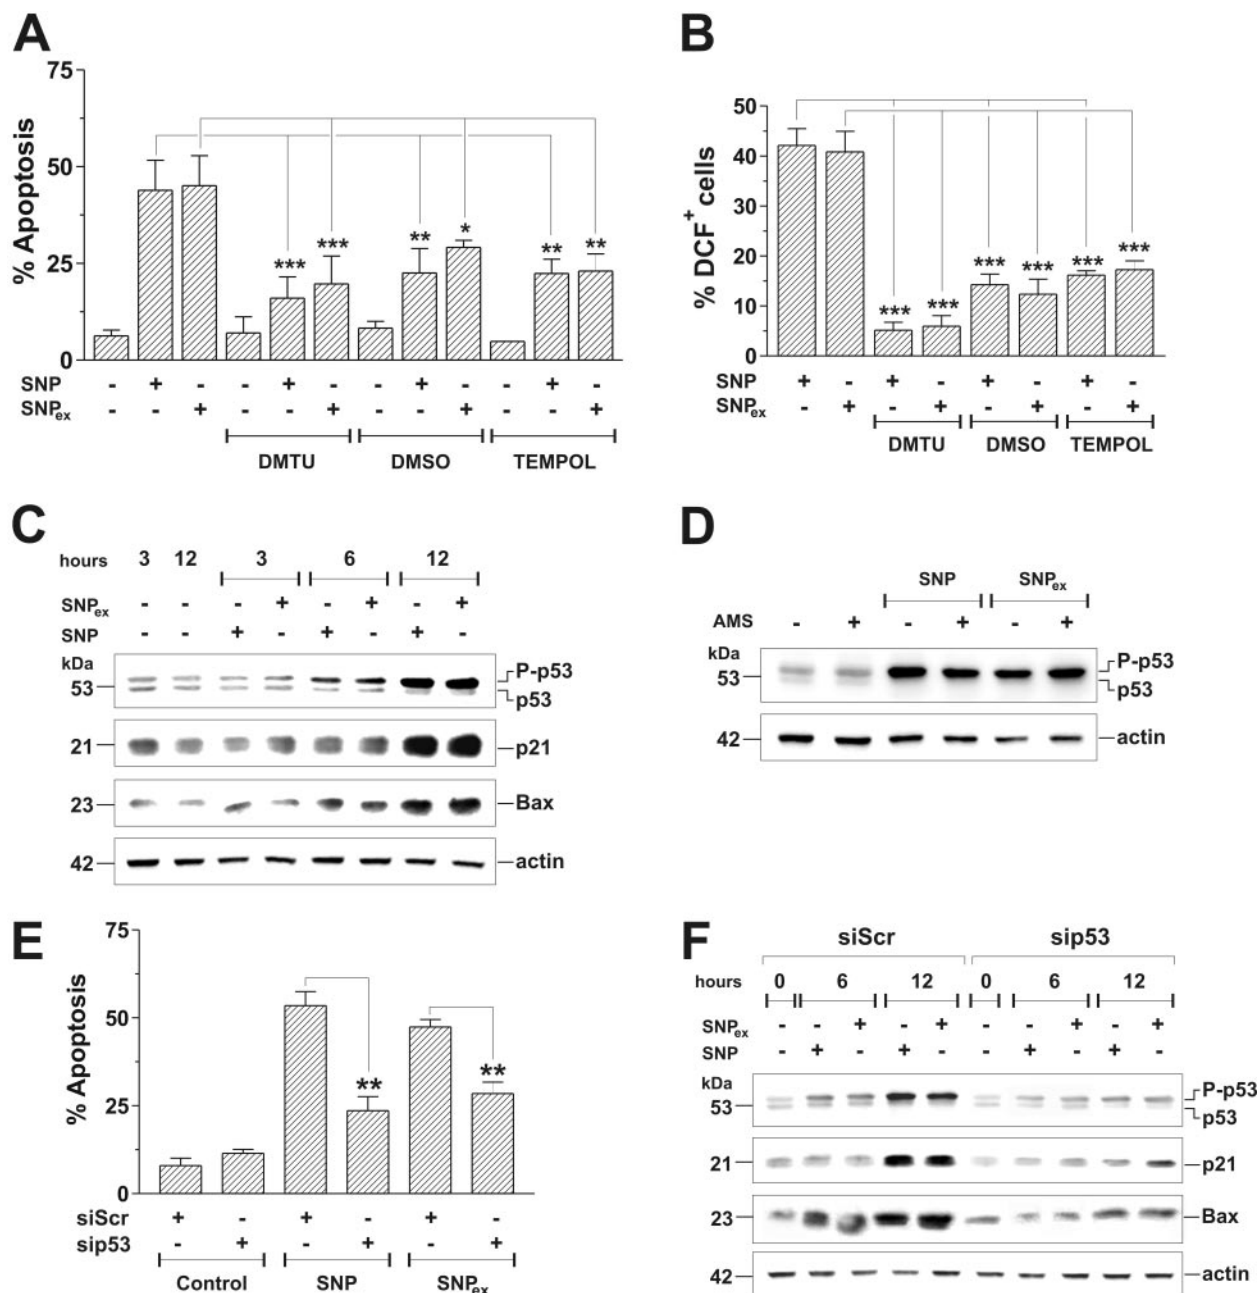 A
75
50
25
0
% Apoptosis
*** *** ** * ** **
SNP - + - - + - - + - - + -
SNPex - - + - - + - - + - - +
DMTU DMSO TEMPOL
B
50
40
30
20
10
0
% DCF+ cells
*** *** *** *** *** ***
SNP + - + - + - + -
SNPex - + - + - + - +
DMTU DMSO TEMPOL
C
hours 3 12 3 6 12
SNPex - - - + - + - +
SNP - - + - + - + -
kDa
53 P-p53
p53
21 p21
23 Bax
42 actin
D
SNP SNPex
AMS - + - + - +
kDa
53 P-p53
p53
42 actin
E
75
50
25
0
% Apoptosis
** **
siScr + - + - + -
sip53 - + - + - +
Control SNP SNPex
F
siScr sip53
hours 0 6 12 0 6 12
SNPex - - + - + - - + - +
SNP - + - + - - + - + -
kDa
53 P-p53
p53
21 p21
23 Bax
42 actin